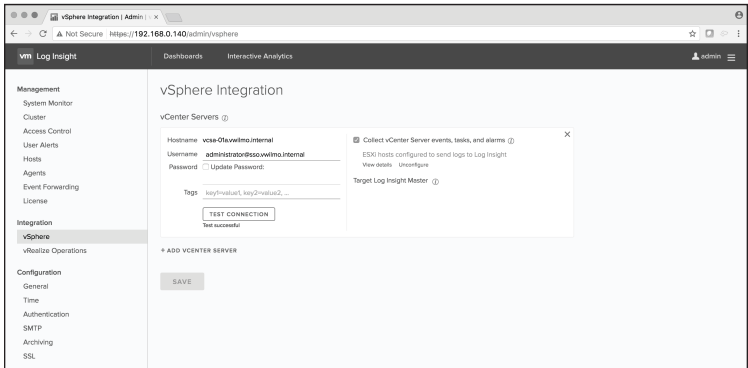 vSphere Integration | Admin |
Not Secure https://192.168.0.140/admin/vsphere
vm Log Insight
Dashboards
Interactive Analytics
admin
Management
System Monitor
Cluster
Access Control
User Alerts
Hosts
Agents
Event Forwarding
License
Integration
vSphere
vRealize Operations
Configuration
General
Time
Authentication
SMTP
Archiving
SSL
vSphere Integration
vCenter Servers
Hostname vcsa-01a.vwilmo.internal
Username administrator@sso.vwilmo.internal
Password Update Password:
Tags key1=value1, key2=value2, ...
TEST CONNECTION
Test successful
Collect vCenter Server events, tasks, and alarms
ESXi hosts configured to send logs to Log Insight
View details Unconfigure
Target Log Insight Master
+ ADD VCENTER SERVER
SAVE